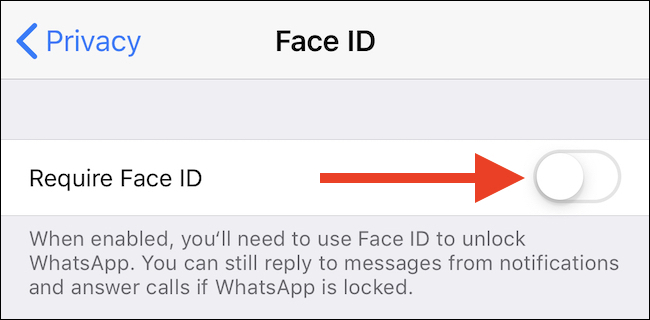 Privacy Face ID
Require Face ID
When enabled, you‘ll need to use Face ID to unlock
WhatsApp. You can still reply to messages from notifications
and answer calls if WhatsApp is locked.